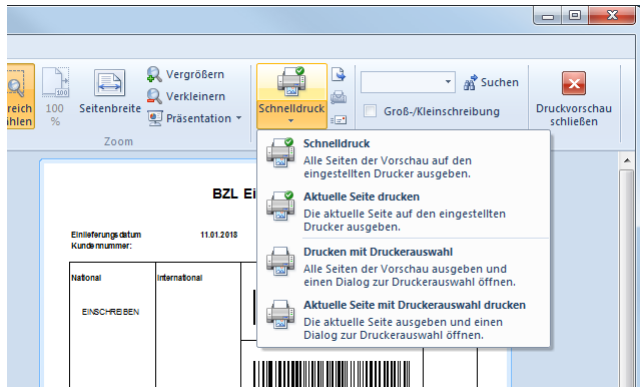 Vergrößern
Suchen
100
Verkleinern
reich
100
Seitenbreite
Schnelldruck
Groß-/Kleinschreibung
Druckvorschau
%
Präsentation
schließen
Zoom
Schnelldruck
Alle Seiten der Vorschau auf den
eingestellten Drucker ausgeben.
Aktuelle Seite drucken
Die aktuelle Seite auf den eingestellten
Drucker ausgeben.
Drucken mit Druckerauswahl
Alle Seiten der Vorschau ausgeben und
einen Dialog zur Druckerauswahl öffnen.
Aktuelle Seite mit Druckerauswahl drucken
Die aktuelle Seite ausgeben und einen
Dialog zur Druckerauswahl öffnen.
BZL Ei
Einlieferungsdatum 11.01.2018
Kundennummer:
National International
EINSCHREIBEN